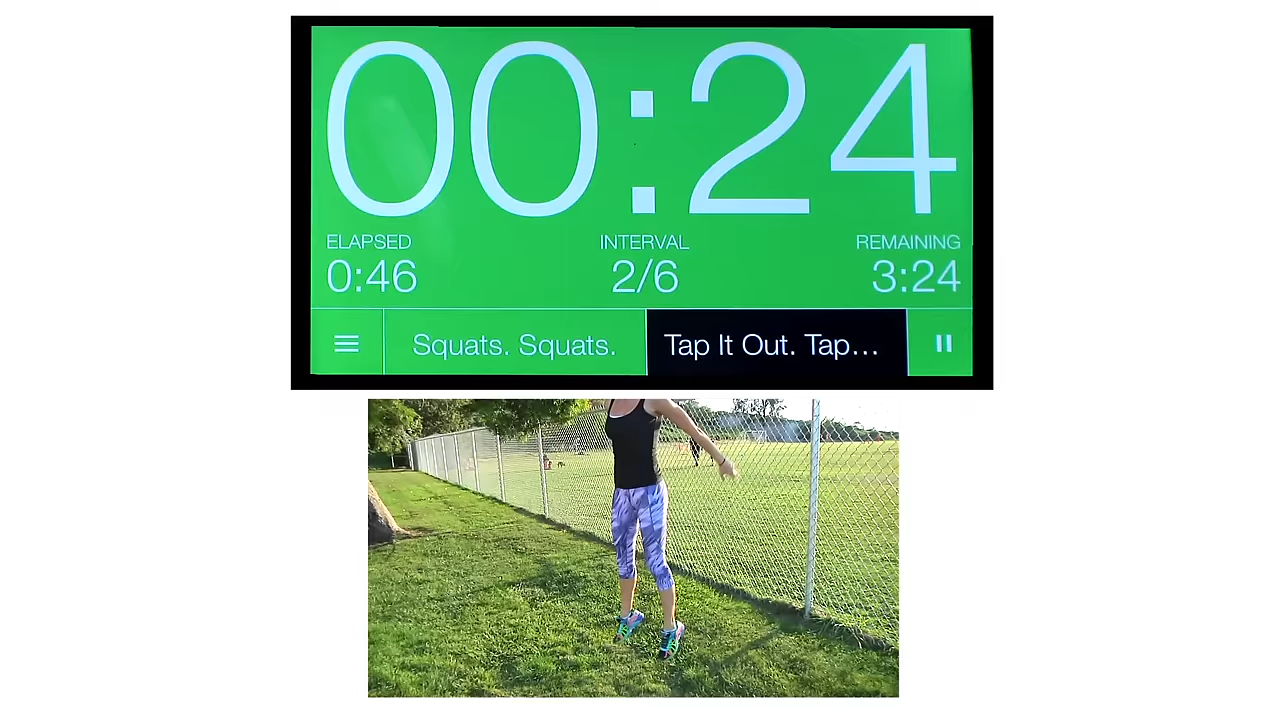 00:24
ELAPSED INTERVAL REMAINING
0:46 2/6 3:24
Squats. Squats. Tap It Out. Tap...